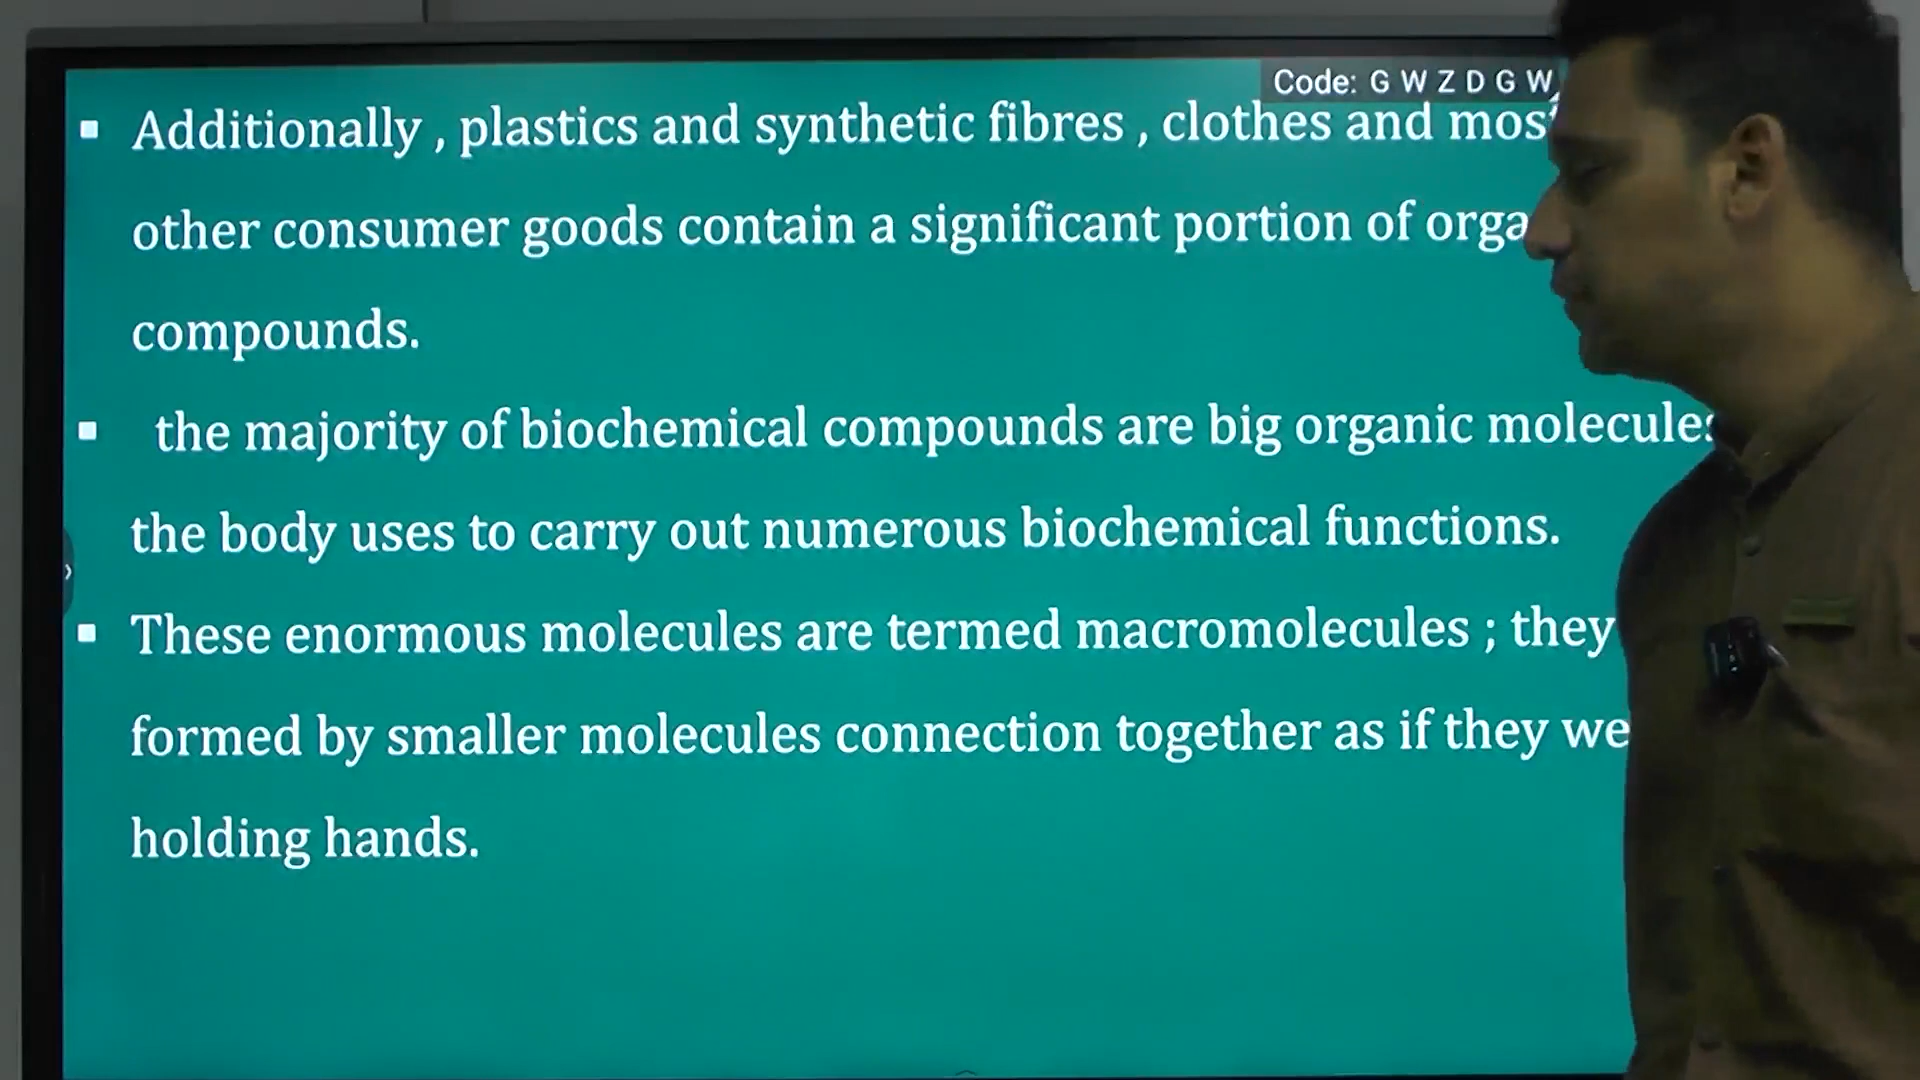 Code: G W Z D G W
Additionally , plastics and synthetic fibres , clothes and
other consumer goods contain a significant portion of
compounds.
the majority of biochemical compounds are big organic molecules
the body uses to carry out numerous biochemical functions.
These enormous molecules are termed macromolecules ; they
formed by smaller molecules connection together as if they
holding hands.